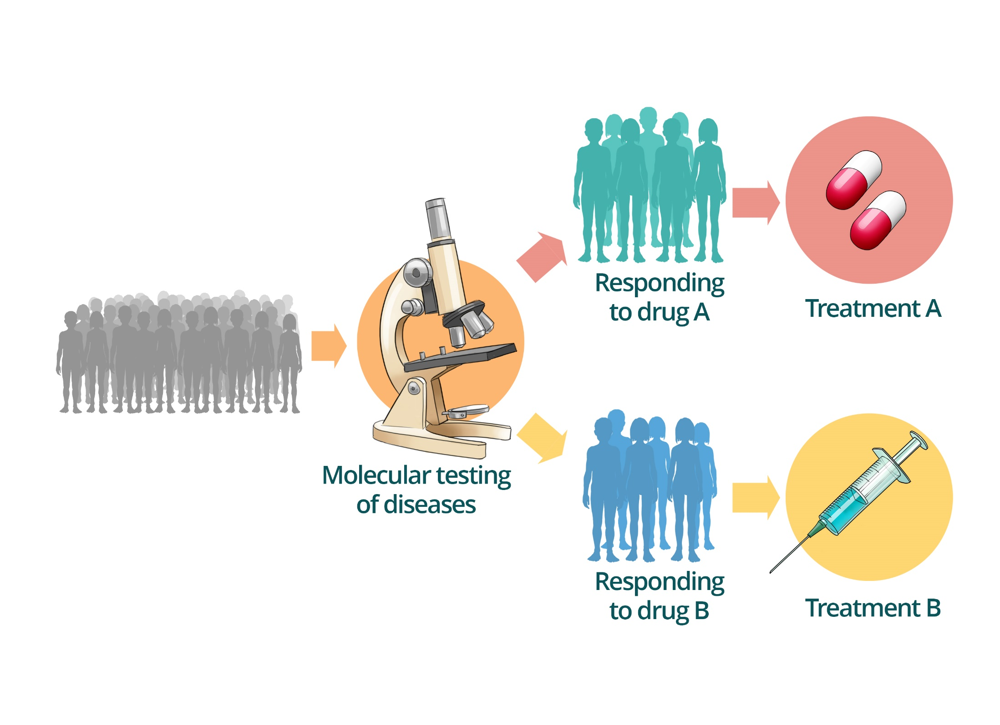 Responding
to drug A
Treatment A
Molecular testing
of diseases
Responding
to drug B
Treatment B